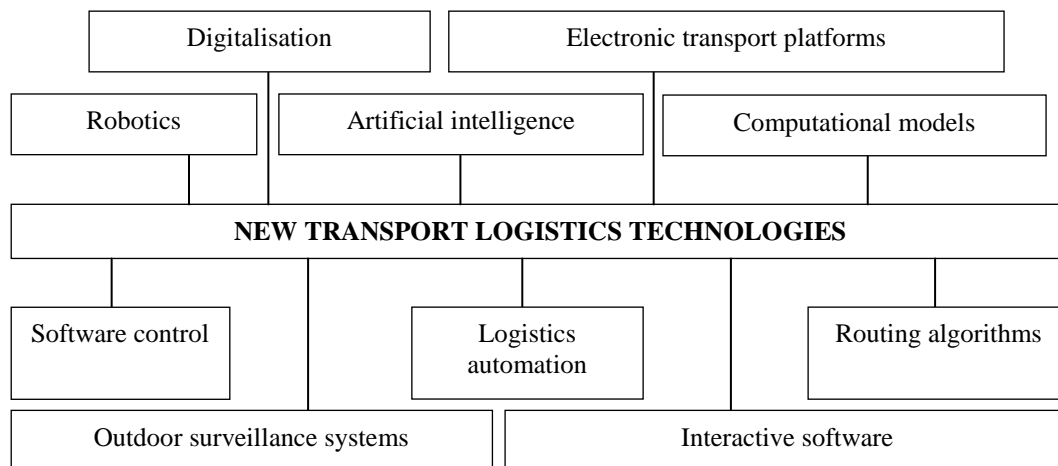 Digitalisation
Electronic transport platforms
Robotics
Artificial intelligence
Computational models
NEW TRANSPORT LOGISTICS TECHNOLOGIES
Software control
Logistics
automation
Routing algorithms
Outdoor surveillance systems
Interactive software